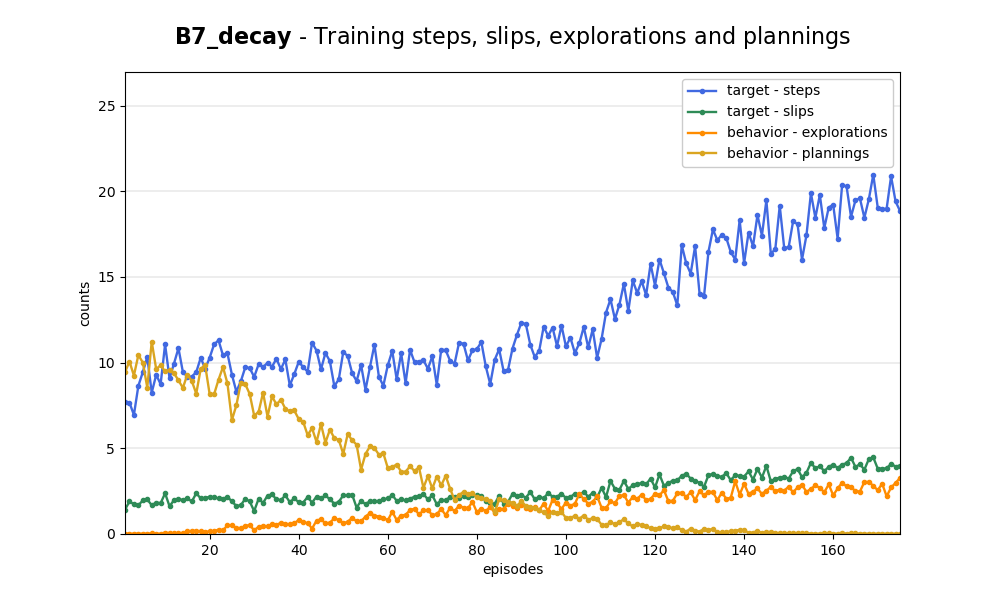 B7_decay - Training steps, slips, explorations and plannings
target - steps
target - slips
behavior - explorations
behavior - plannings
counts
25
20
15
10
5
0
20 40 60 80 100 120 140 160
episodes